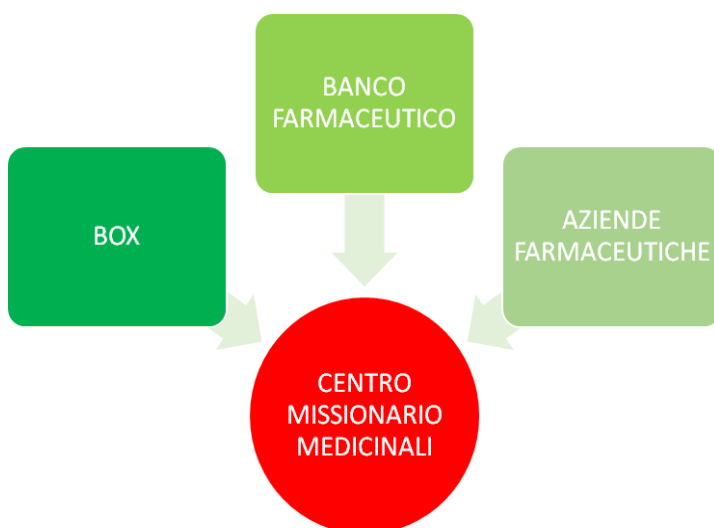 BANCO
FARMACEUTICO
BOX
AZIENDE
FARMACEUTICHE
CENTRO
MISSIONARIO
MEDICINALI